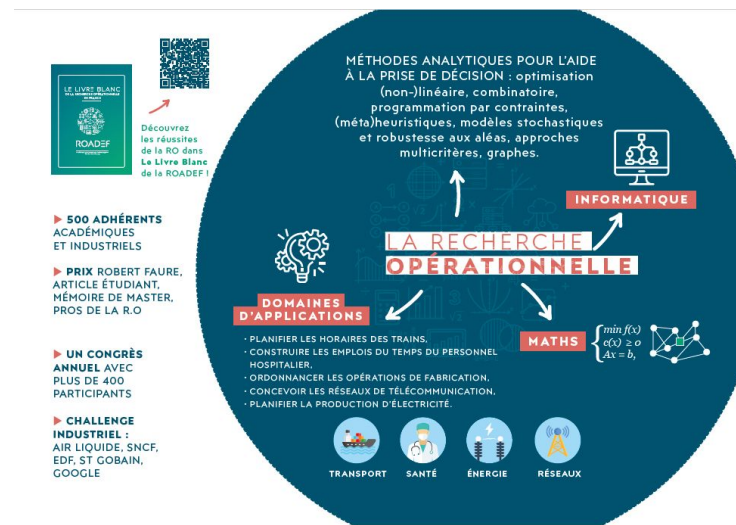 LE LIVRE BLANC
DE LA RECHERCHE OPÉRATIONNELLE
EN FRANCE
ROADEF
Découvrez
les réussites
de la RO dans
Le Livre Blanc
de la ROADEF !
▶ 500 ADHÉRENTS
ACADÉMIQUES
ET INDUSTRIELS
▶ PRIX ROBERT FAURE,
ARTICLE ÉTUDIANT,
MÉMOIRE DE MASTER,
PROS DE LA R.O
▶ UN CONGRÈS
ANNUEL AVEC
PLUS DE 400
PARTICIPANTS
▶ CHALLENGE
INDUSTRIEL :
AIR LIQUIDE, SNCF,
EDF, ST GOBAIN,
GOOGLE
MÉTHODES ANALYTIQUES POUR L'AIDE
À LA PRISE DE DÉCISION : optimisation
(non-)linéaire, combinatoire,
programmation par contraintes,
(méta)heuristiques, modèles stochastiques
et robustesse aux aléas, approches
multicritères, graphes.
INFORMATIQUE
LA RECHERCHE
OPÉRATIONNELLE
DOMAINES
D'APPLICATIONS
• PLANIFIER LES HORAIRES DES TRAINS,
• CONSTRUIRE LES EMPLOIS DU TEMPS DU PERSONNEL
HOSPITALIER,
• ORDONNANCER LES OPÉRATIONS DE FABRICATION,
• CONCEVOIR LES RÉSEAUX DE TÉLÉCOMMUNICATION,
• PLANIFIER LA PRODUCTION D'ÉLECTRICITÉ.
MATHS
min f(x)
c(x) ≥ 0
Ax = b,
TRANSPORT
SANTÉ
ÉNERGIE
RÉSEAUX